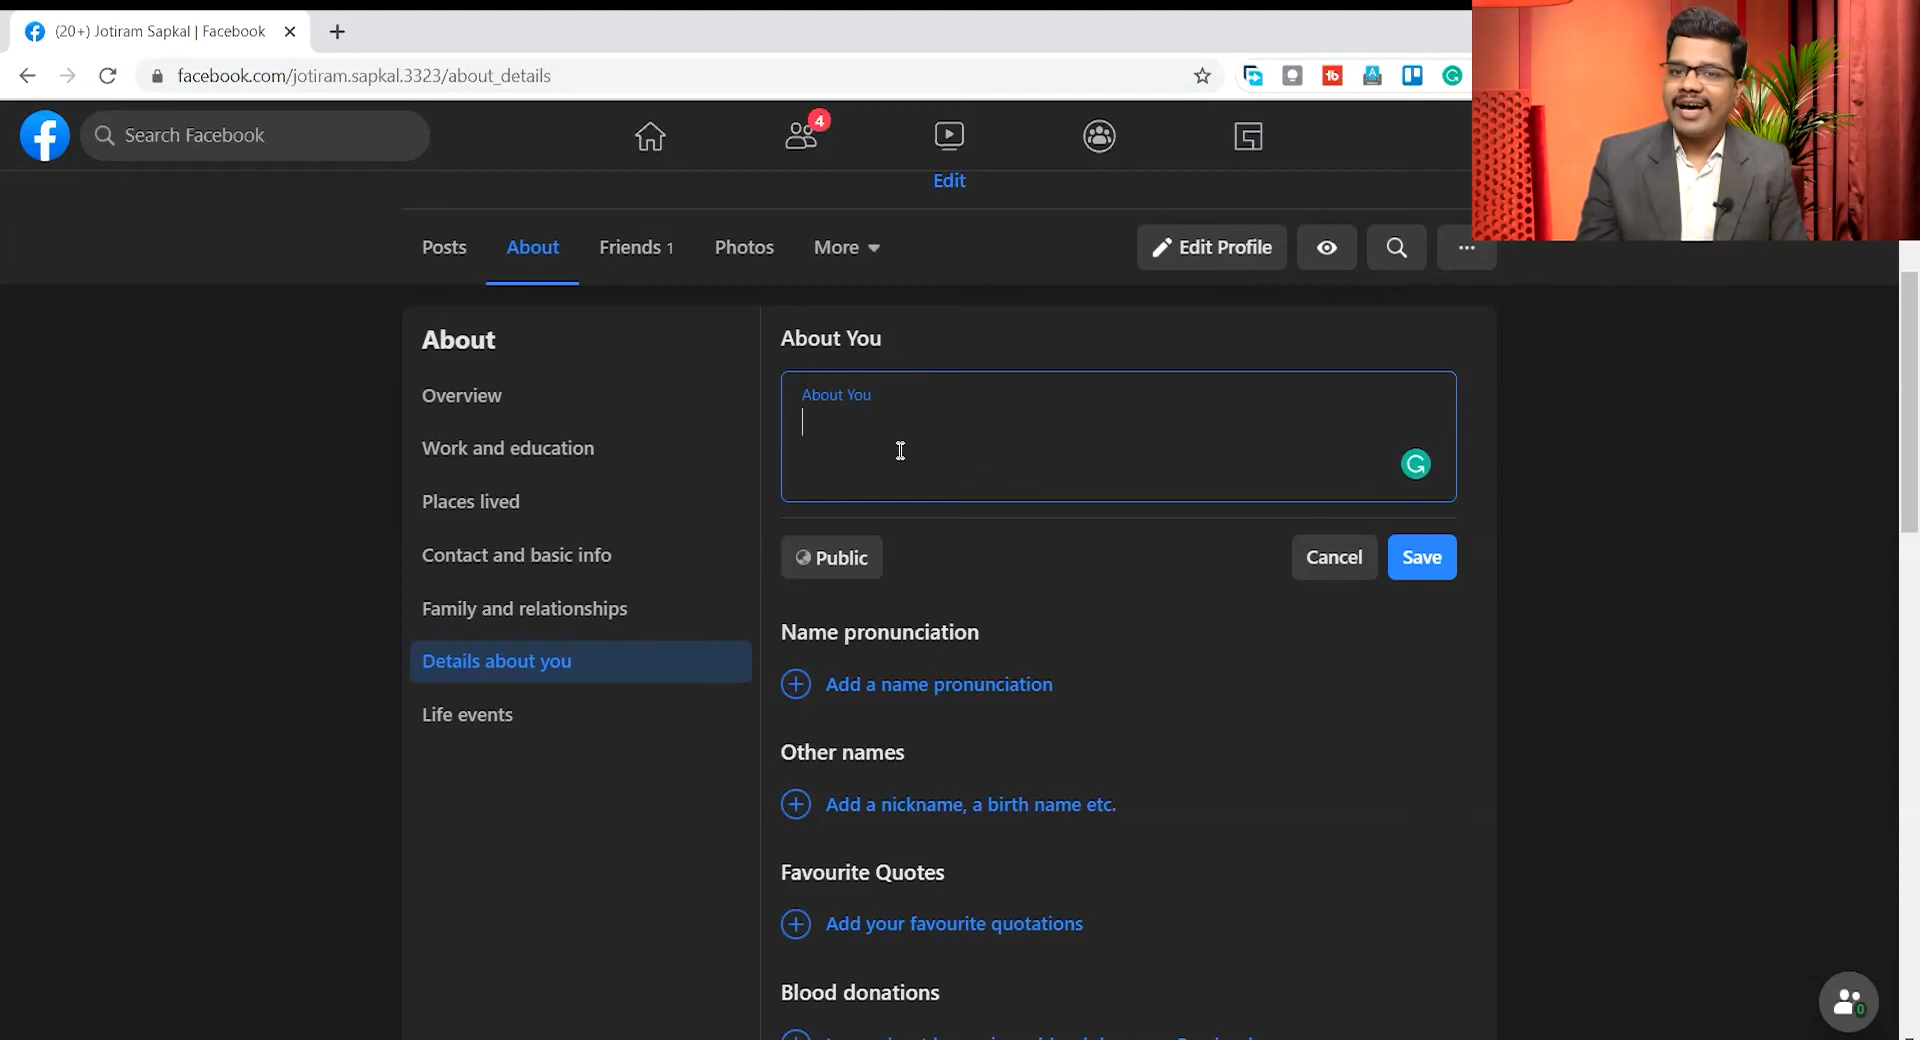 (20+) Jotiram Sapkal | Facebook
facebook.com/jotiram.sapkal.3323/about_details
tb
A
G
f
Search Facebook
4
Edit
Posts
About
Friends 1
Photos
More
Edit Profile
About
Overview
Work and education
Places lived
Contact and basic info
Family and relationships
Details about you
Life events
About You
About You
G
Public
Cancel
Save
Name pronunciation
Add a name pronunciation
Other names
Add a nickname, a birth name etc.
Favourite Quotes
Add your favourite quotations
Blood donations
0